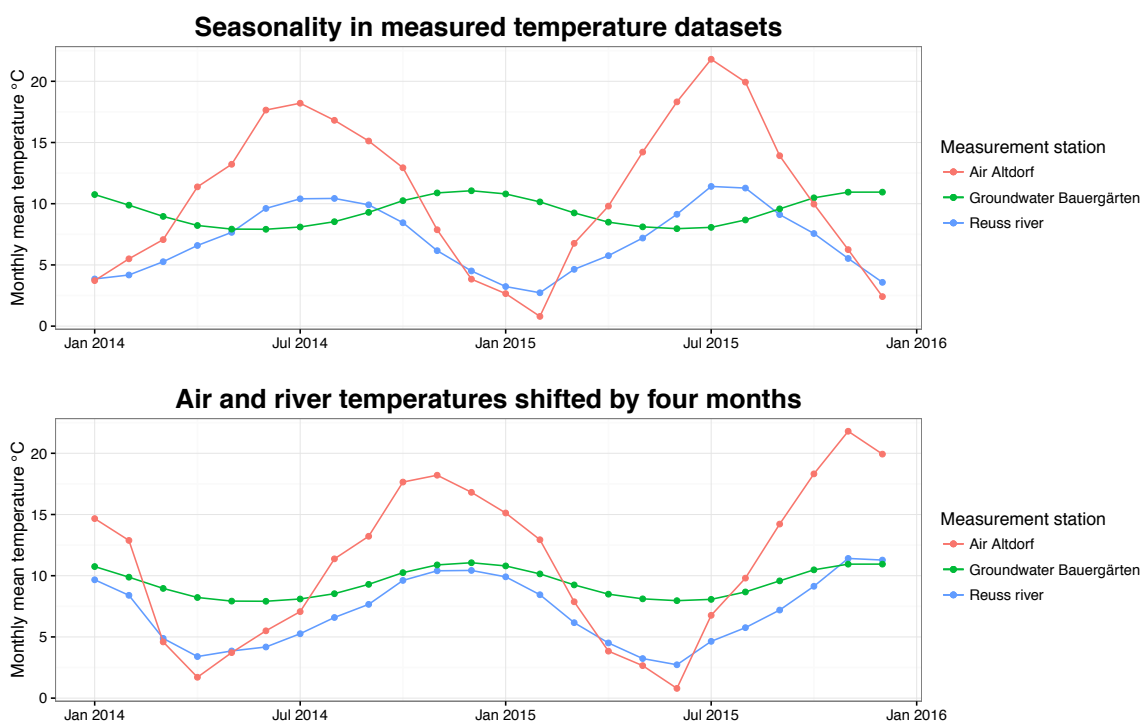 Seasonality in measured temperature datasets
Monthly mean temperature °C
20
15
10
5
0
Jan 2014
Jul 2014
Jan 2015
Jul 2015
Jan 2016
Measurement station
Air Altdorf
Groundwater Bauergärten
Reuss river
Air and river temperatures shifted by four months
Monthly mean temperature °C
20
15
10
5
0
Jan 2014
Jul 2014
Jan 2015
Jul 2015
Jan 2016
Measurement station
Air Altdorf
Groundwater Bauergärten
Reuss river